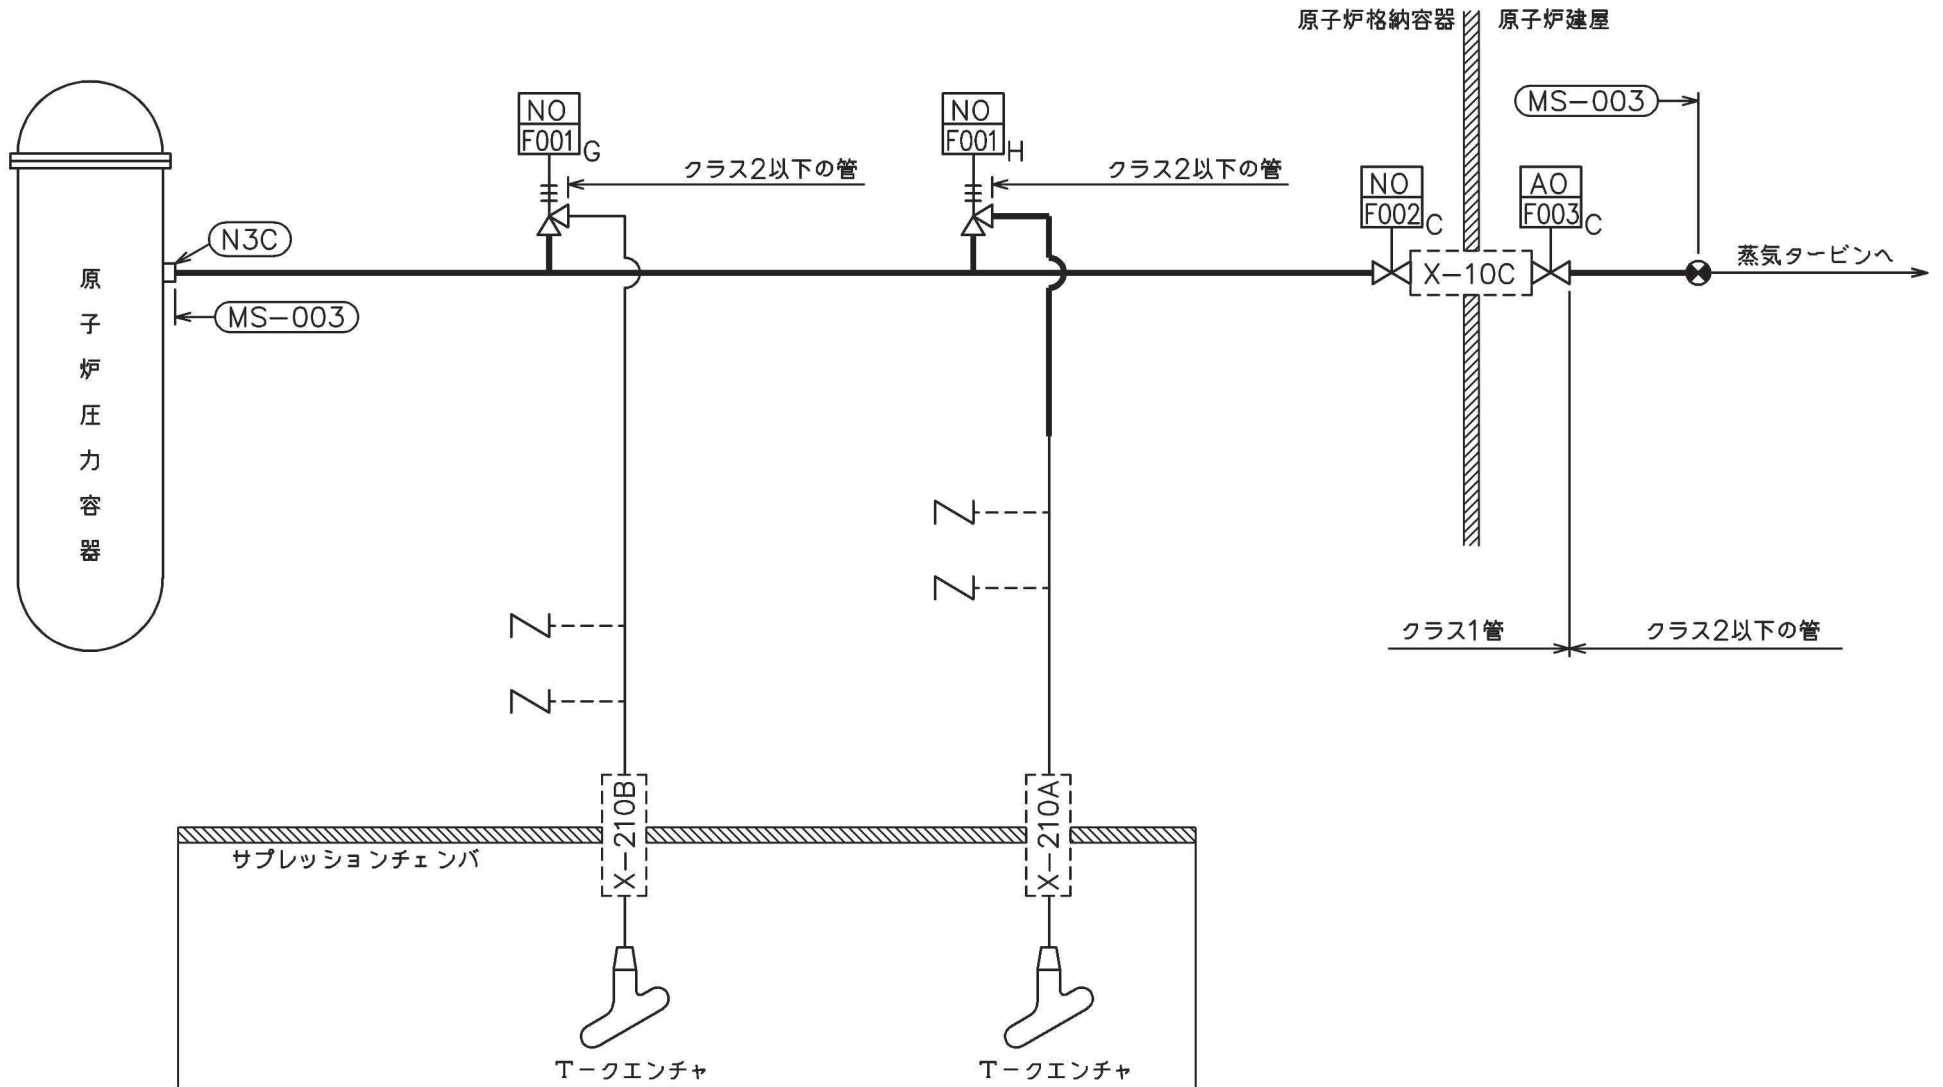 原子炉格納容器
原子炉建屋
NO
F001
G
クラス2以下の管
NO
F001
H
クラス2以下の管
MS-003
NO
F002
C
AO
F003
C
N3C
MS-003
X-10C
蒸気タービンへ
原子炉圧力容器
クラス1管
クラス2以下の管
X-210B
X-210A
サプレッションチェンバ
T-クエンチャ
T-クエンチャ